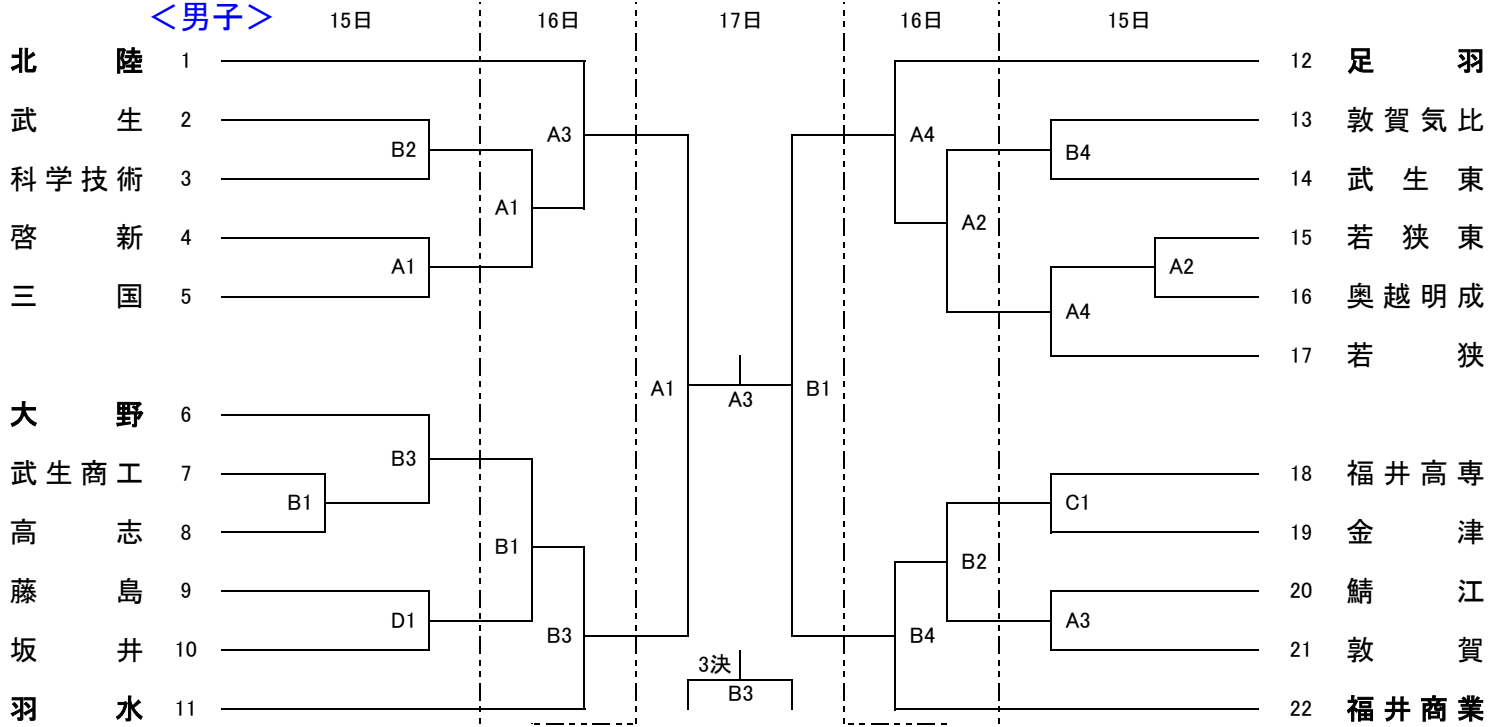 ＜男子＞ 15日 16日 17日 16日 15日
北陸 1 12 足羽
武生 2 A3 A4 13 敦賀気比
B2 B4
科学技術 3 14 武生東
A1 A2
啓新 4 15 若狭東
A1 A2
三国 5 16 奥越明成
A4
17 若狭
A1 A3 B1
大野 6
B3
武生商工 7 18 福井高専
B1 C1
高志 8 19 金津
B1 B2
藤島 9 20 鯖江
D1 B3 B4 A3
坂井 10 21 敦賀
3決
B3
羽水 11 22 福井商業